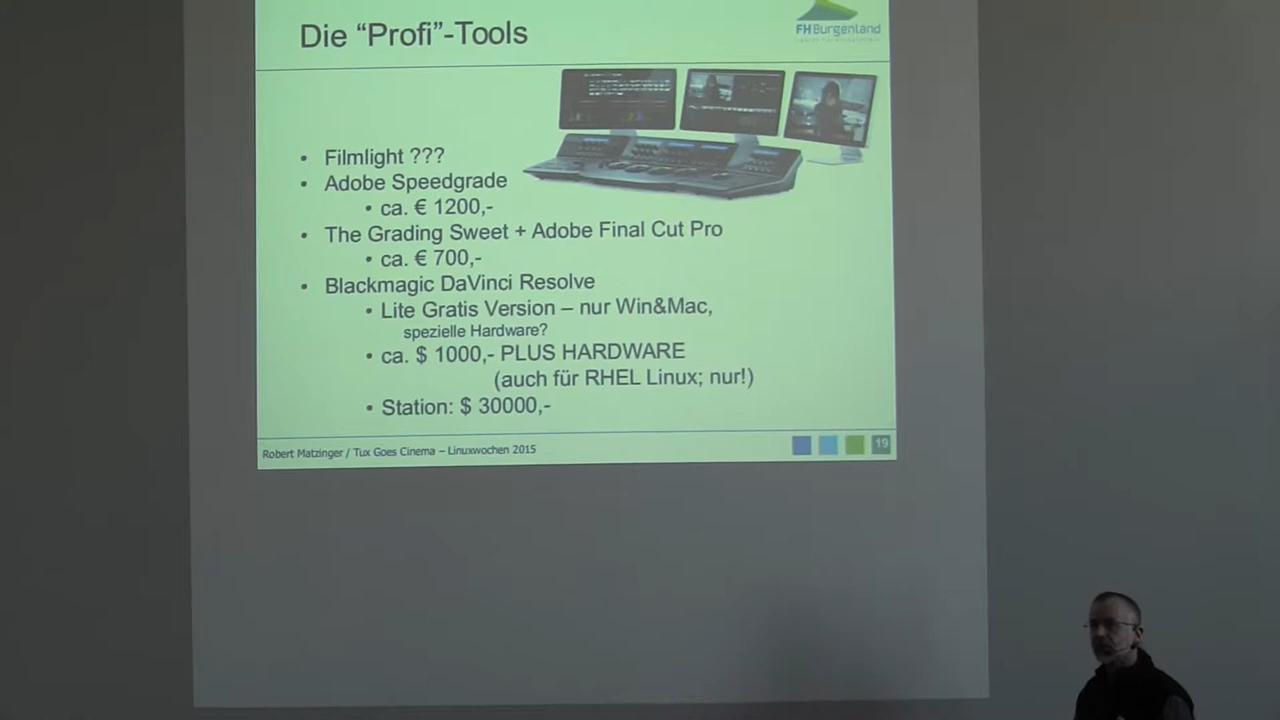 Die “Profi”-Tools
FH Burgenland
• Filmlight ???
• Adobe Speedgrade
• ca. € 1200,-
• The Grading Sweet + Adobe Final Cut Pro
• ca. € 700,-
• Blackmagic DaVinci Resolve
• Lite Gratis Version – nur Win&Mac,
spezielle Hardware?
• ca. $ 1000,- PLUS HARDWARE
(auch für RHEL Linux; nur!)
• Station: $ 30000,-
Robert Matzinger / Tux Goes Cinema – Linuxwochen 2015
19